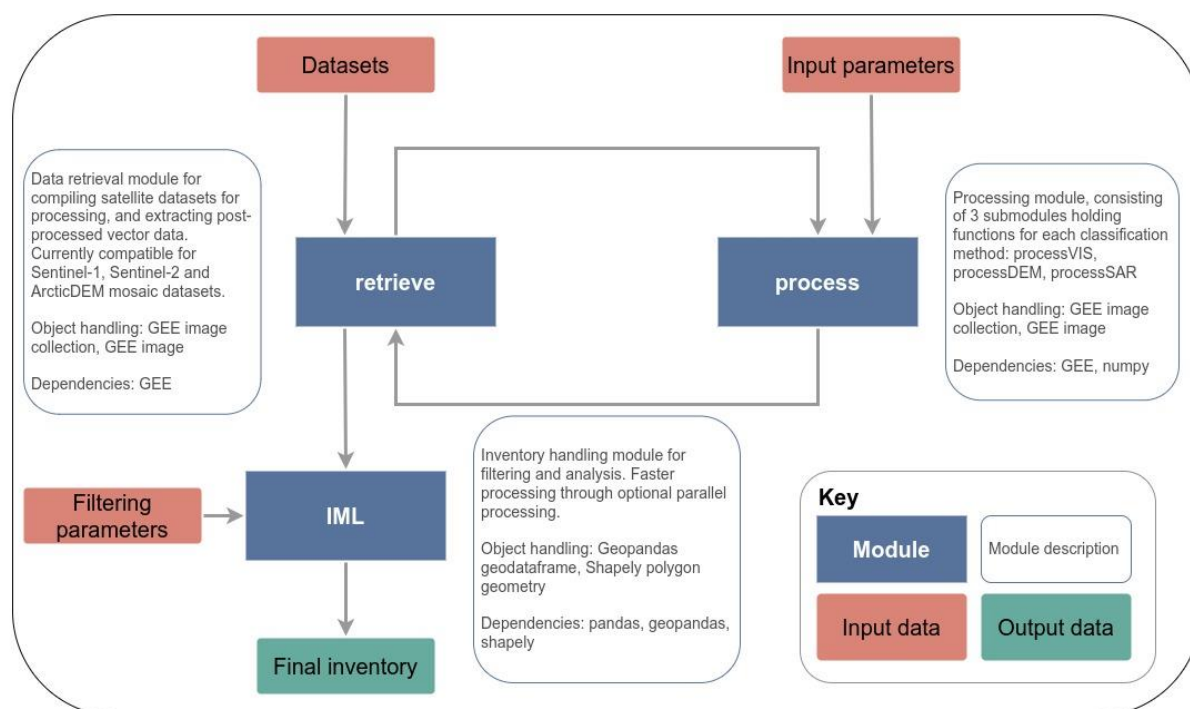 Datasets
Input parameters
Data retrieval module for
compiling satellite datasets for
processing, and extracting post-
processed vector data.
Currently compatible for
Sentinel-1, Sentinel-2 and
ArcticDEM mosaic datasets.
Object handling: GEE image
collection, GEE image
Dependencies: GEE
retrieve
process
Processing module, consisting
of 3 submodules holding
functions for each classification
method: processVIS,
processDEM, processSAR
Object handling: GEE image
collection, GEE image
Dependencies: GEE, numpy
Filtering
parameters
IML
Inventory handling module for
filtering and analysis. Faster
processing through optional parallel
processing.
Object handling: Geopandas
geodataframe, Shapely polygon
geometry
Dependencies: pandas, geopandas,
shapely
Final inventory
Key
Module
Module description
Input data
Output data